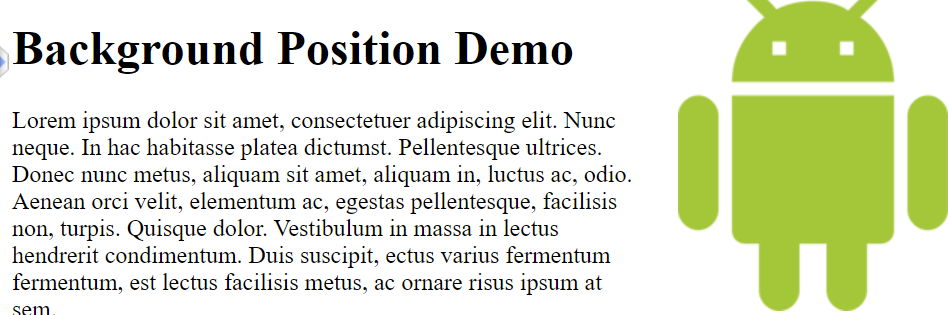 Background Position Demo
Lorem ipsum dolor sit amet, consectetuer adipiscing elit. Nunc
neque. In hac habitasse platea dictumst. Pellentesque ultrices.
Donec nunc metus, aliquam sit amet, aliquam in, luctus ac, odio.
Aenean orci velit, elementum ac, egestas pellentesque, facilisis
non, turpis. Quisque dolor. Vestibulum in massa in lectus
hendrerit condimentum. Duis suscipit, ectus varius fermentum
fermentum, est lectus facilisis metus, ac ornare risus ipsum at
sem.